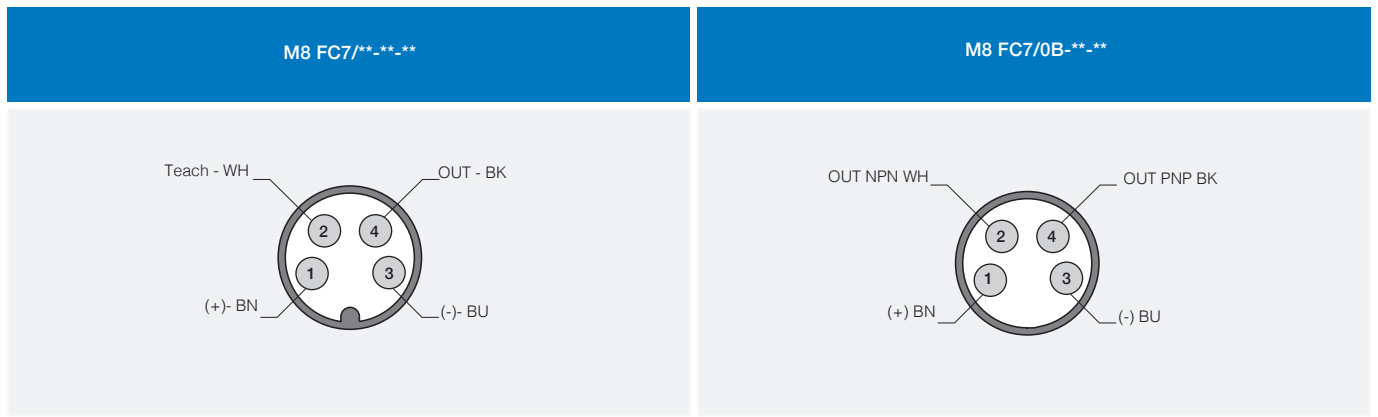 M8 FC7/**-**-**
Teach - WH
OUT - BK
2
4
1
3
(+)- BN
(-)- BU
M8 FC7/0B-**-**
OUT NPN WH
OUT PNP BK
2
4
1
3
(+) BN
(-) BU